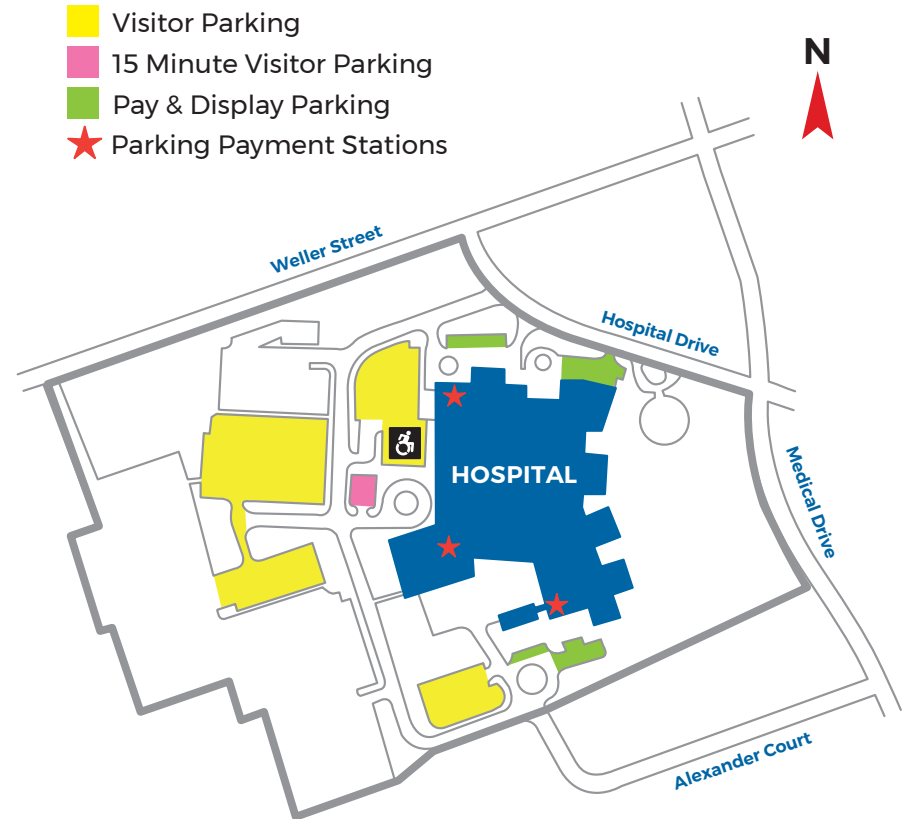 Visitor Parking
15 Minute Visitor Parking
Pay & Display Parking
Parking Payment Stations
N
Weller Street
Hospital Drive
HOSPITAL
Medical Drive
Alexander Court